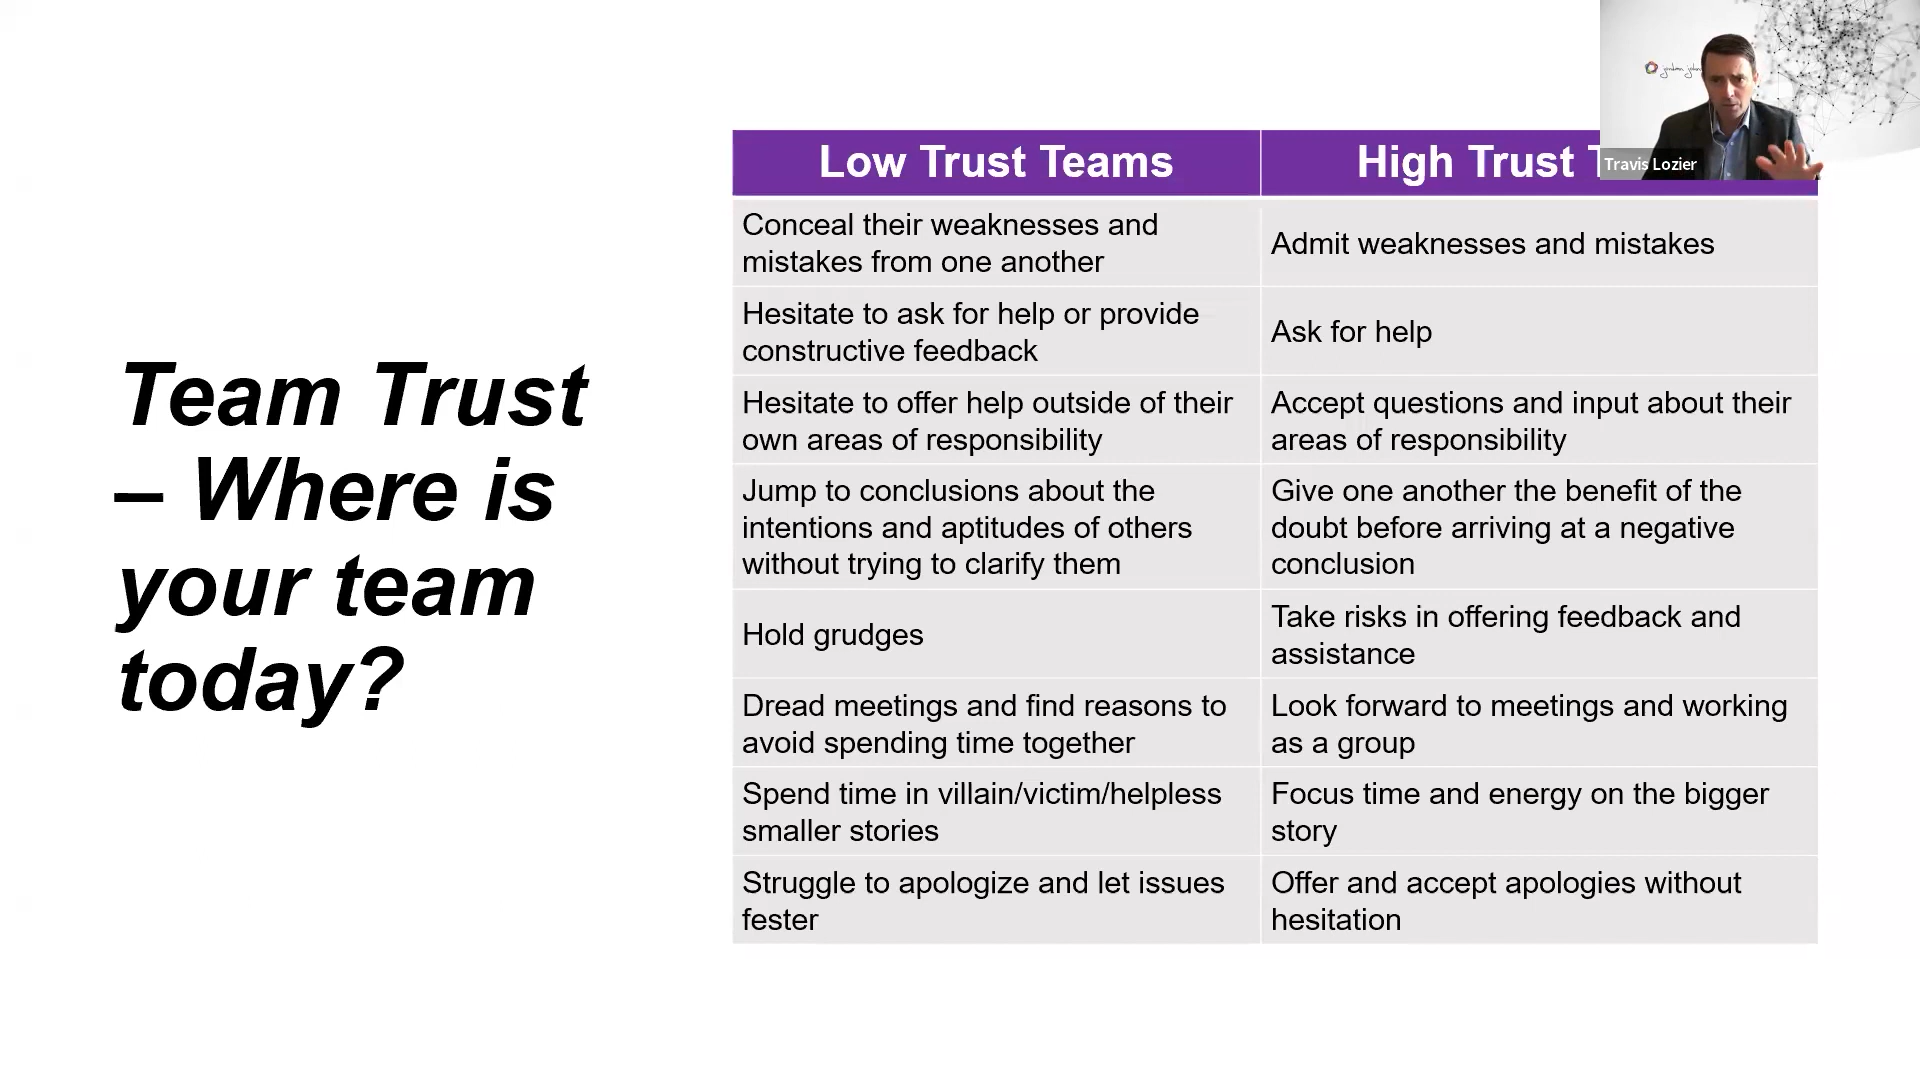 Team Trust
– Where is
your team
today?
Low Trust Teams
High Trust
Travis Lozier
Conceal their weaknesses and
mistakes from one another
Admit weaknesses and mistakes
Hesitate to ask for help or provide
constructive feedback
Ask for help
Hesitate to offer help outside of their
own areas of responsibility
Accept questions and input about their
areas of responsibility
Jump to conclusions about the
intentions and aptitudes of others
without trying to clarify them
Give one another the benefit of the
doubt before arriving at a negative
conclusion
Hold grudges
Take risks in offering feedback and
assistance
Dread meetings and find reasons to
avoid spending time together
Look forward to meetings and working
as a group
Spend time in villain/victim/helpless
smaller stories
Focus time and energy on the bigger
story
Struggle to apologize and let issues
fester
Offer and accept apologies without
hesitation